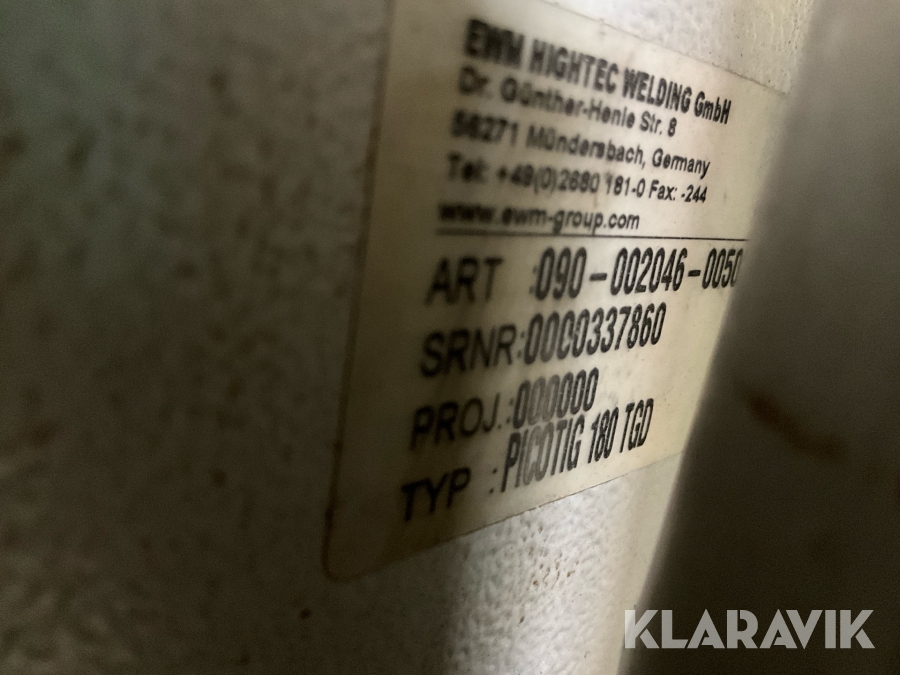 EWM HIGHTEC WELDING GmbH
Dr. Günther-Henle Str. 8
56271 Mündersbach, Germany
Tel: +49(0)2680 181-0 Fax: -244
www.ewm-group.com
ART :090-002046-0050
SRNR:0000337860
PROJ.:000000
TYP :PICOTIG 180 TGD
KLARAVIK